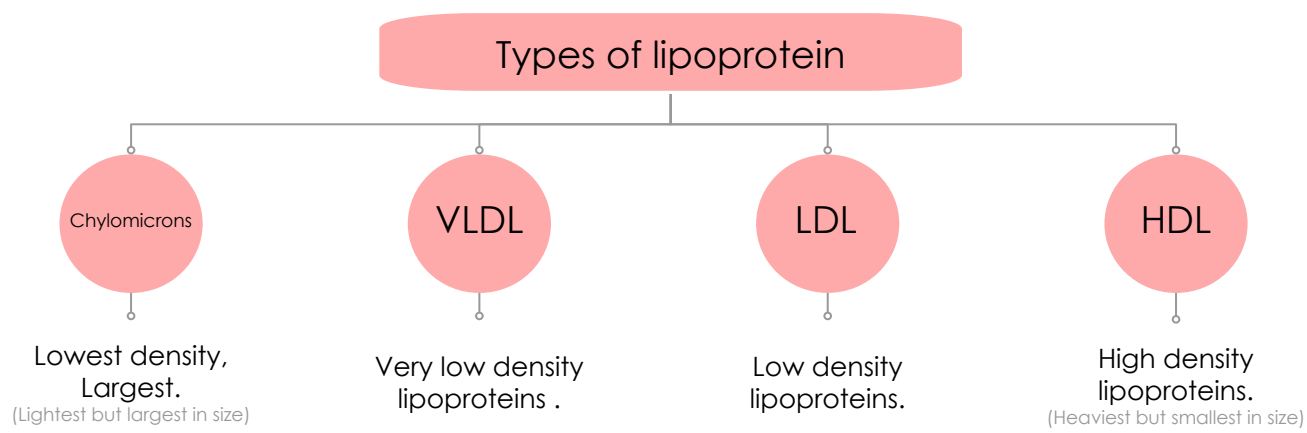 Types of lipoprotein
Chylomicrons
VLDL
LDL
HDL
Lowest density,
Largest.
(Lightest but largest in size)
Very low density
lipoproteins .
Low density
lipoproteins.
High density
lipoproteins.
(Heaviest but smallest in size)